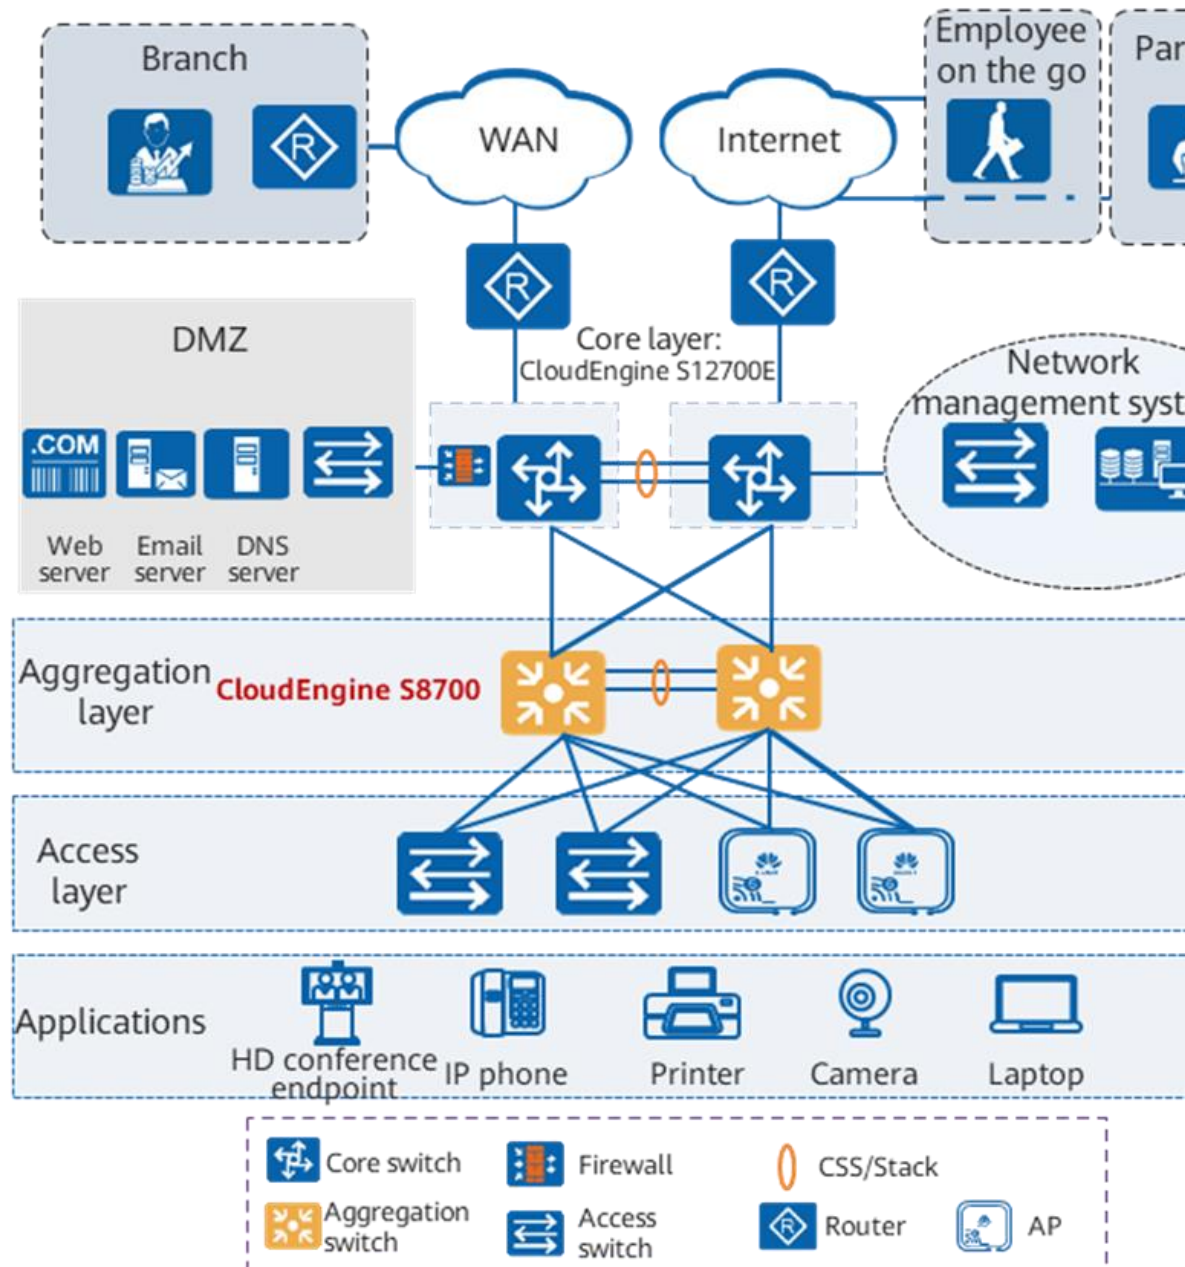 Branch
WAN
Internet
Employee
on the go
Par
R
R
R
DMZ
Core layer:
CloudEngine S12700E
Network
management syst
.COM
Web
server
Email
server
DNS
server
Aggregation
layer
CloudEngine S8700
Access
layer
Applications
HD conference
endpoint
IP phone
Printer
Camera
Laptop
Core switch
Firewall
CSS/Stack
Aggregation
switch
Access
switch
R
Router
AP